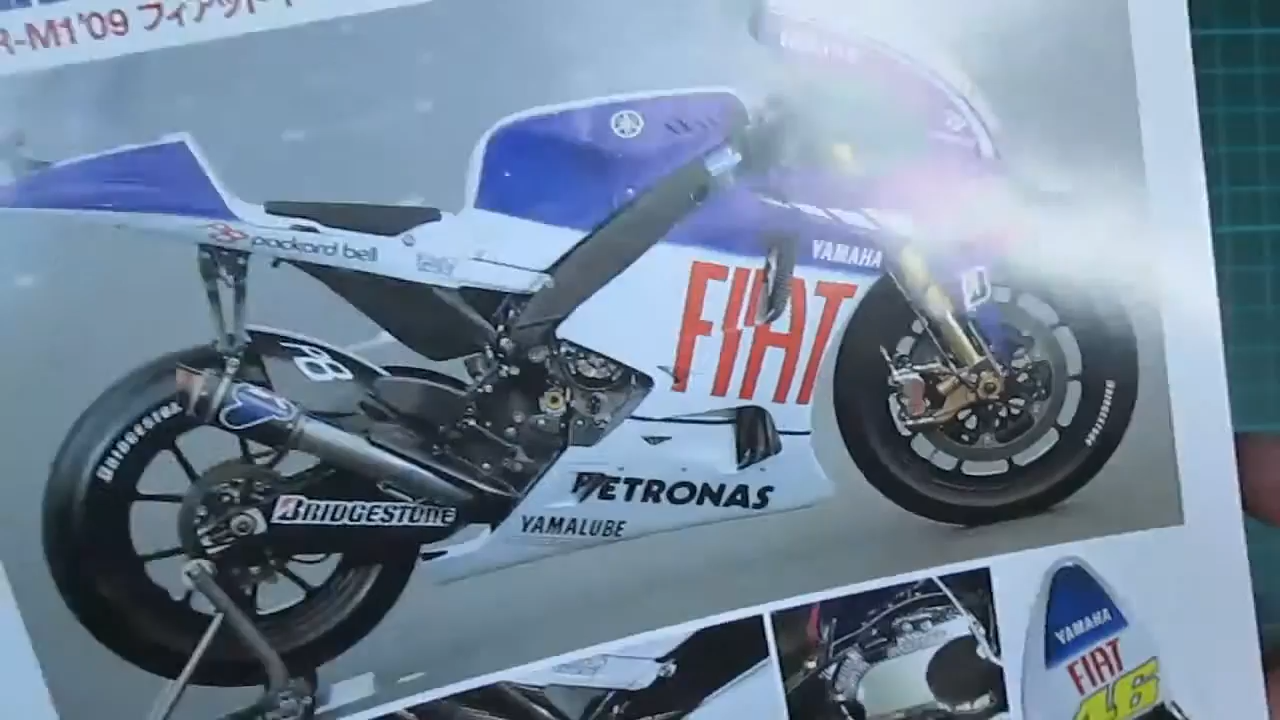 R-M1'09 フィアット
YAMAHA
FIAT
packard bell
BRIDGESTONE
BRIDGESTONE
PETRONAS
YAMALUBE
YAMAHA
FIAT
46